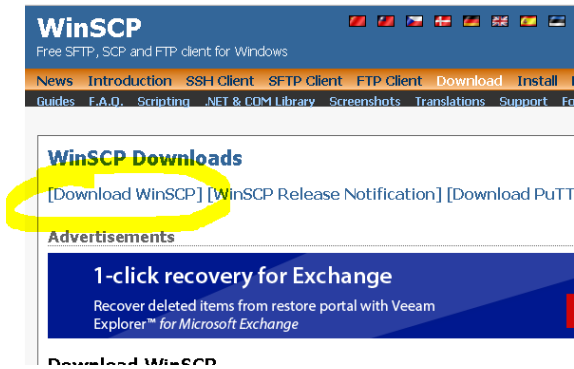 WinSCP
Free SFTP, SCP and FTP client for Windows
News Introduction SSH Client SFTP Client FTP Client Download Install
Guides F.A.Q. Scripting .NET & COM Library Screenshots Translations Support
WinSCP Downloads
[Download WinSCP] [WinSCP Release Notification] [Download PuTT
Advertisements
1-click recovery for Exchange
Recover deleted items from restore portal with Veeam
Explorer™ for Microsoft Exchange
Download WinSCP